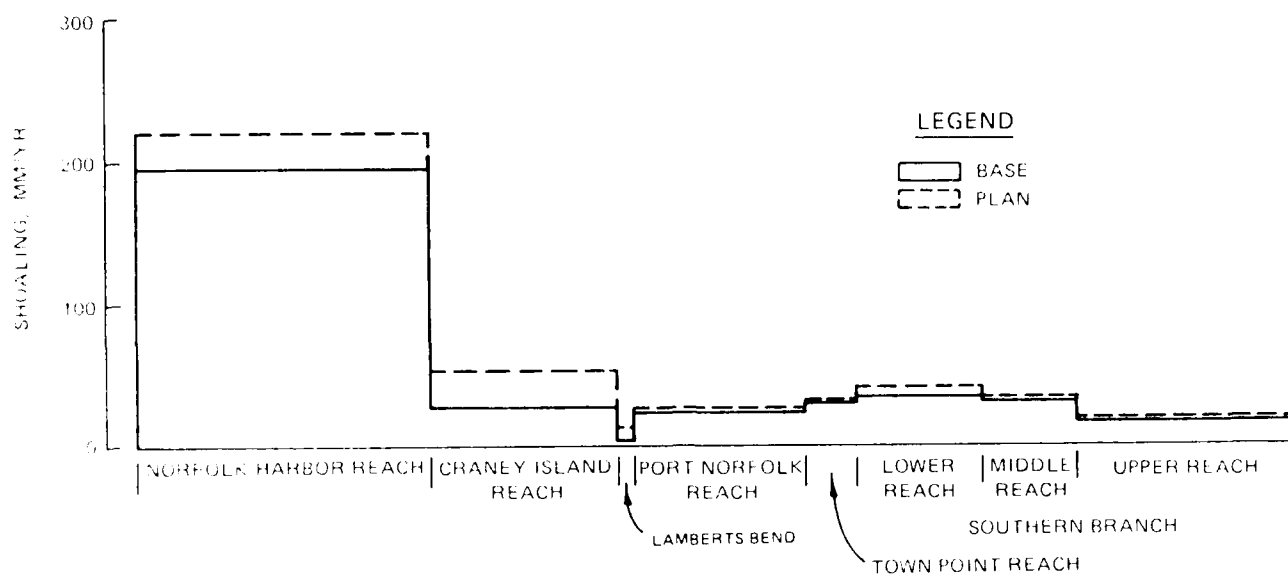 300
200
100
0
SHOALING, MM/YR
LEGEND
BASE
PLAN
NORFOLK HARBOR REACH
CRANEY ISLAND
REACH
LAMBERTS BEND
PORT NORFOLK
REACH
TOWN POINT REACH
LOWER
REACH
MIDDLE
REACH
UPPER REACH
SOUTHERN BRANCH